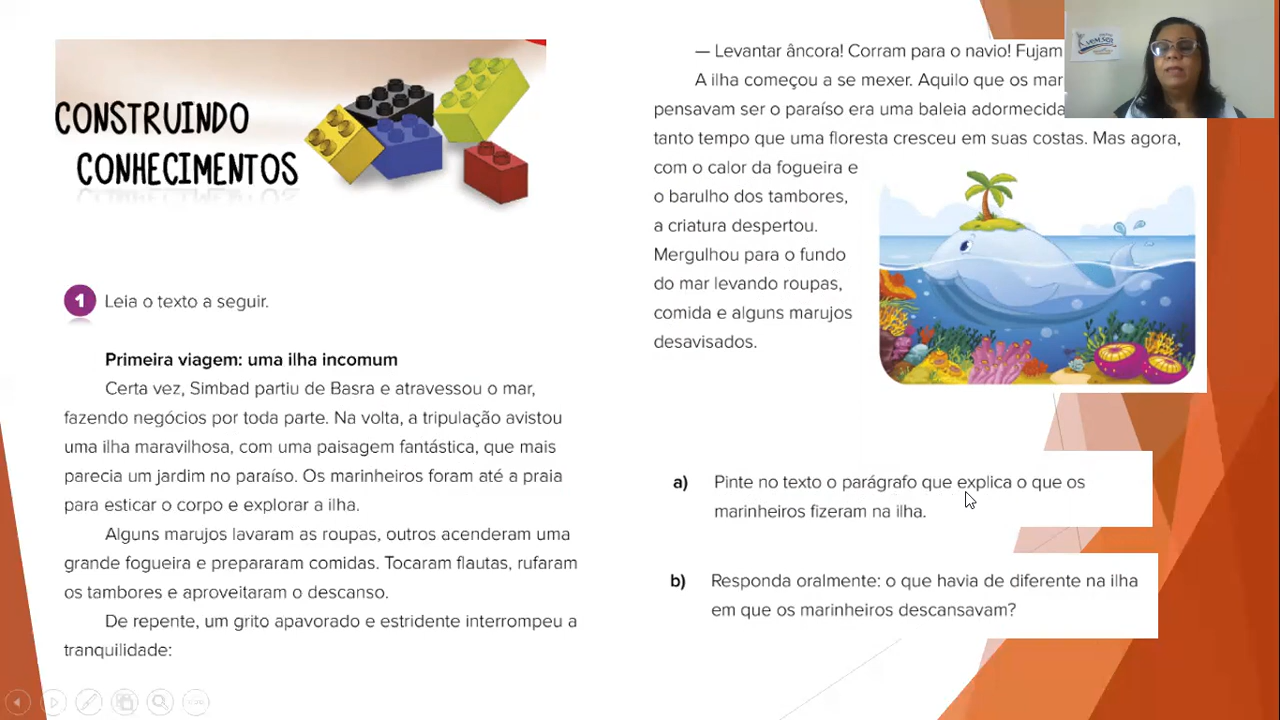 CONSTRUINDO
CONHECIMENTOS
1 Leia o texto a seguir.
Primeira viagem: uma ilha incomum
Certa vez, Simbad partiu de Basra e atravessou o mar,
fazendo negócios por toda parte. Na volta, a tripulação avistou
uma ilha maravilhosa, com uma paisagem fantástica, que mais
parecia um jardim no paraíso. Os marinheiros foram até a praia
para esticar o corpo e explorar a ilha.
Alguns marujos lavaram as roupas, outros acenderam uma
grande fogueira e prepararam comidas. Tocaram flautas, rufaram
os tambores e aproveitaram o descanso.
De repente, um grito apavorado e estridente interrompeu a
tranquilidade:
— Levantar âncora! Corram para o navio! Fujam
A ilha começou a se mexer. Aquilo que os mar
pensavam ser o paraíso era uma baleia adormecida
tanto tempo que uma floresta cresceu em suas costas. Mas agora,
com o calor da fogueira e
o barulho dos tambores,
a criatura despertou.
Mergulhou para o fundo
do mar levando roupas,
comida e alguns marujos
desavisados.
a) Pinte no texto o parágrafo que explica o que os
marinheiros fizeram na ilha.
b) Responda oralmente: o que havia de diferente na ilha
em que os marinheiros descansavam?